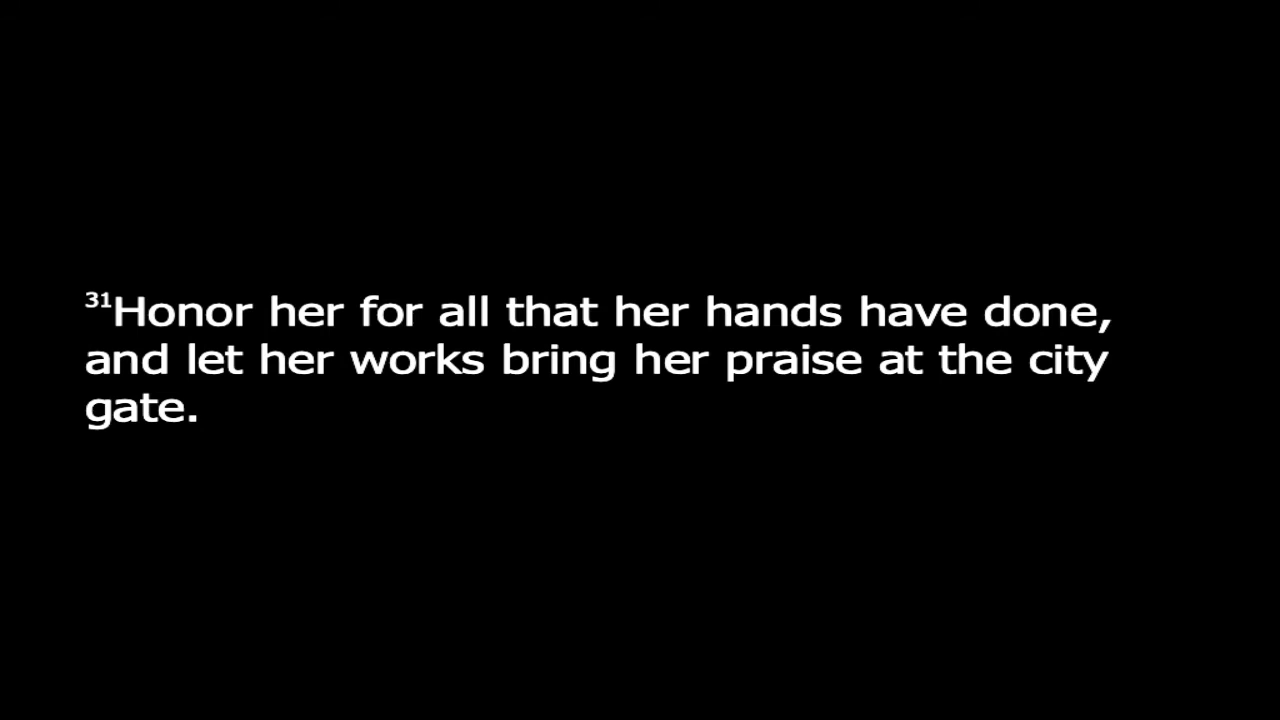 31Honor her for all that her hands have done,
and let her works bring her praise at the city
gate.